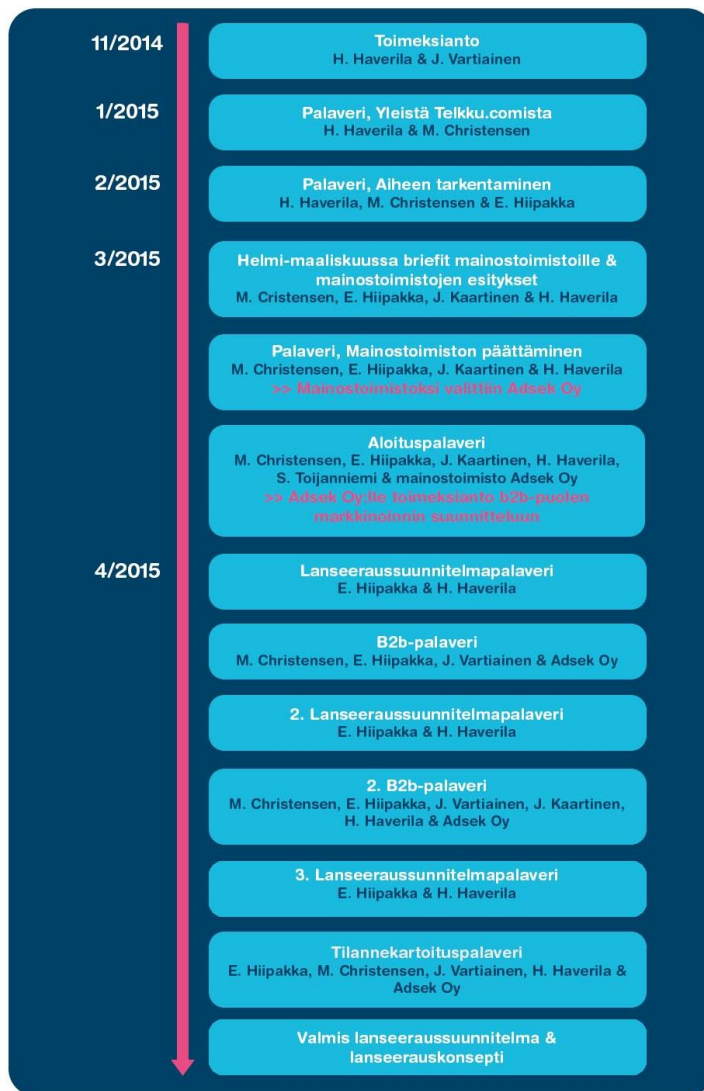 11/2014
Toimeksianto
H. Haverila & J. Vartiainen
1/2015
Palaveri, Yleistä Telkku.comista
H. Haverila & M. Christensen
2/2015
Palaveri, Aiheen tarkentaminen
H. Haverila, M. Christensen & E. Hiipakka
3/2015
Helmi-maaliskuussa briefit mainostoimistoille &
mainostoimistojen esitykset
M. Cristensen, E. Hiipakka, J. Kaartinen & H. Haverila
Palaveri, Mainostoimiston päättäminen
M. Christensen, E. Hiipakka, J. Kaartinen & H. Haverila
>> Mainostoimistoksi valittiin Adsek Oy
Aloituspalaveri
M. Christensen, E. Hiipakka, J. Kaartinen, H. Haverila,
S. Toijanniemi & mainostoimisto Adsek Oy
>> Adsek Oy:lle toimeksianto b2b-puolen
markkinoinnin suunnitteluun
4/2015
Lanseeraussuunnitelmapalaveri
E. Hiipakka & H. Haverila
B2b-palaveri
M. Christensen, E. Hiipakka, J. Vartiainen & Adsek Oy
2. Lanseeraussuunitelmapalaveri
E. Hiipakka & H. Haverila
2. B2b-palaveri
M. Christensen, E. Hiipakka, J. Vartiainen, J. Kaartinen,
H. Haverila & Adsek Oy
3. Lanseeraussunnitelmapalaveri
E. Hiipakka & H. Haverila
Tilannekartoituspalaveri
E. Hiipakka, M. Christensen, J. Vartiainen, H. Haverila &
Adsek Oy
Valmis lanseeraussuunitelma &
lanseerauskonsepti